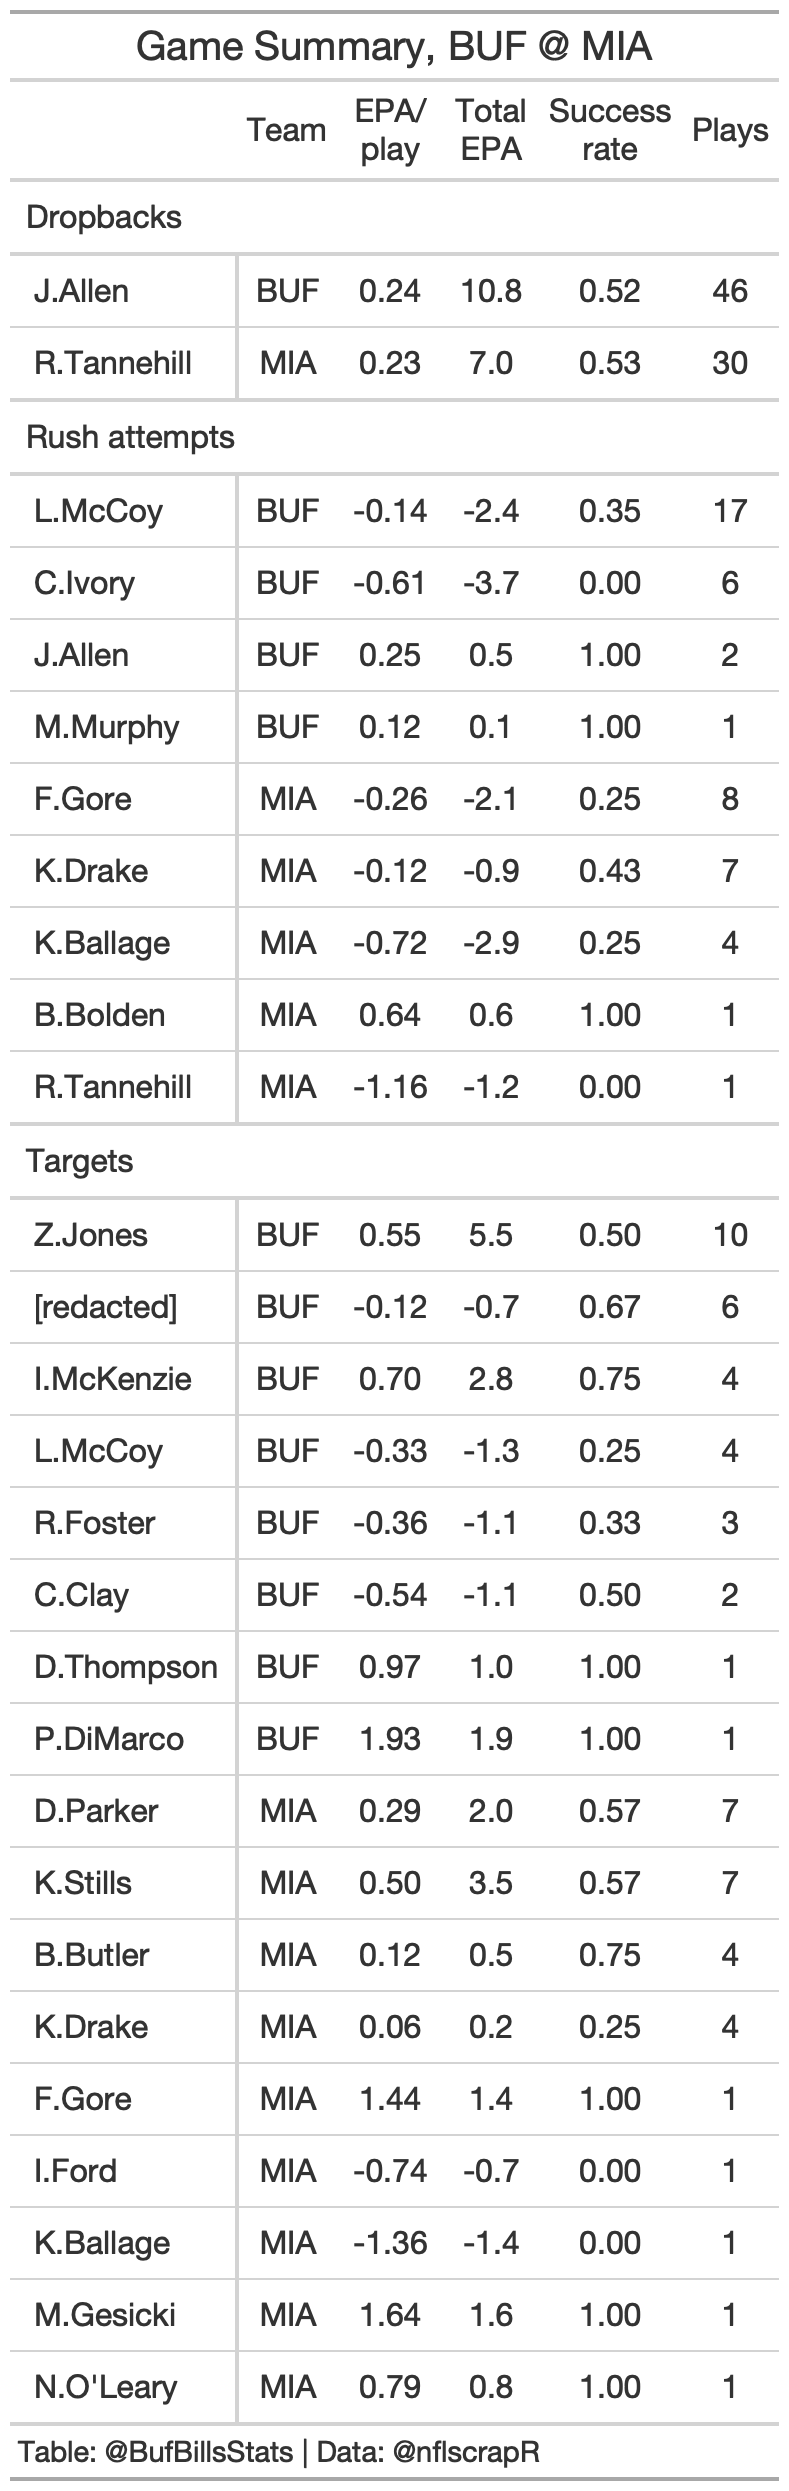 Game Summary, BUF @ MIA
Team EPA/ play Total EPA Success rate Plays
Dropbacks
J.Allen BUF 0.24 10.8 0.52 46
R.Tannehill MIA 0.23 7.0 0.53 30
Rush attempts
L.McCoy BUF -0.14 -2.4 0.35 17
C.Ivory BUF -0.61 -3.7 0.00 6
J.Allen BUF 0.25 0.5 1.00 2
M.Murphy BUF 0.12 0.1 1.00 1
F.Gore MIA -0.26 -2.1 0.25 8
K.Drake MIA -0.12 -0.9 0.43 7
K.Ballage MIA -0.72 -2.9 0.25 4
B.Bolden MIA 0.64 0.6 1.00 1
R.Tannehill MIA -1.16 -1.2 0.00 1
Targets
Z.Jones BUF 0.55 5.5 0.50 10
[redacted] BUF -0.12 -0.7 0.67 6
I.McKenzie BUF 0.70 2.8 0.75 4
L.McCoy BUF -0.33 -1.3 0.25 4
R.Foster BUF -0.36 -1.1 0.33 3
C.Clay BUF -0.54 -1.1 0.50 2
D.Thompson BUF 0.97 1.0 1.00 1
P.DiMarco BUF 1.93 1.9 1.00 1
D.Parker MIA 0.29 2.0 0.57 7
K.Stills MIA 0.50 3.5 0.57 7
B.Butler MIA 0.12 0.5 0.75 4
K.Drake MIA 0.06 0.2 0.25 4
F.Gore MIA 1.44 1.4 1.00 1
I.Ford MIA -0.74 -0.7 0.00 1
K.Ballage MIA -1.36 -1.4 0.00 1
M.Gesicki MIA 1.64 1.6 1.00 1
N.O'Leary MIA 0.79 0.8 1.00 1
Table: @BufBillsStats | Data: @nflscrapR